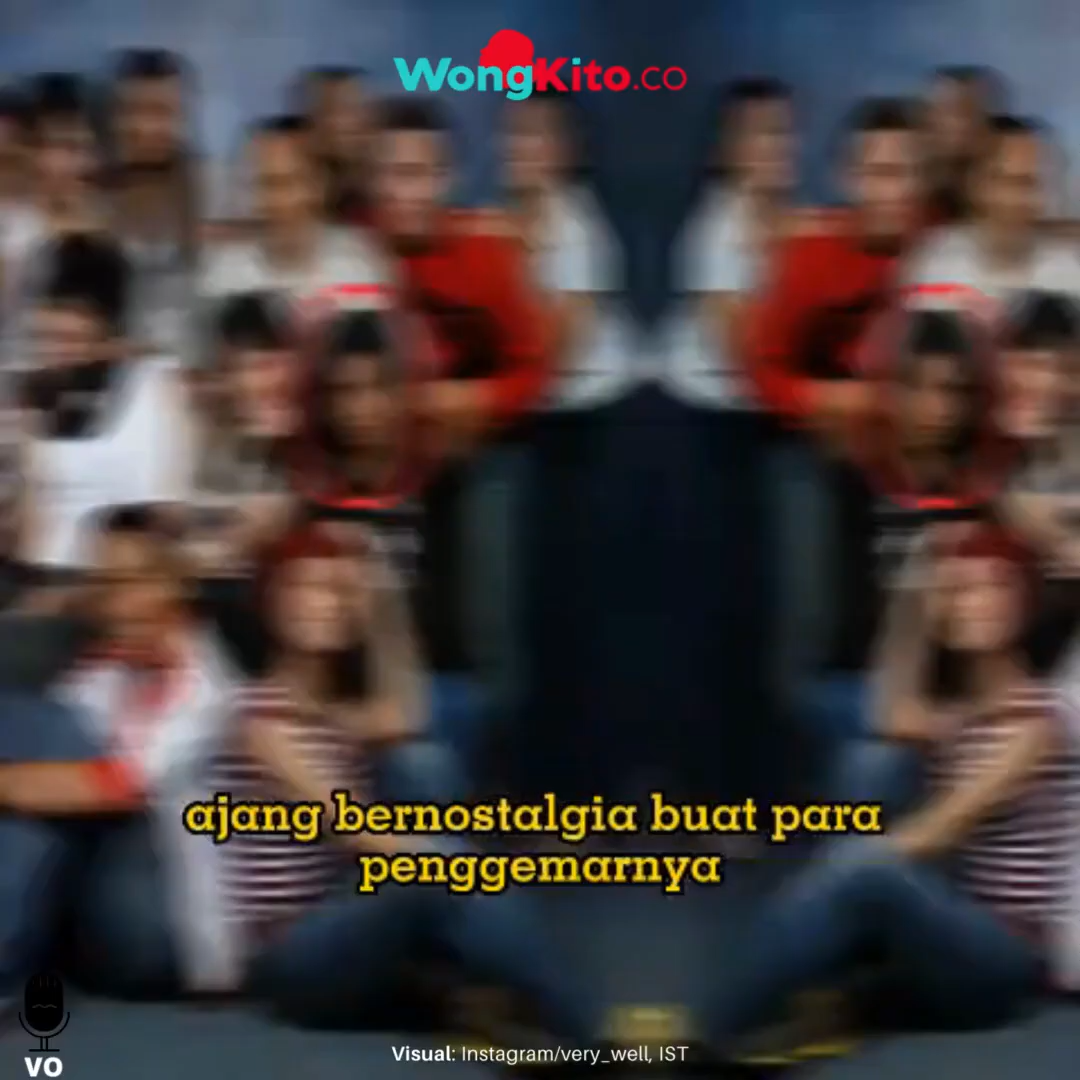 WongKito.co
ajang bernostalgia buat para
penggemarnya
VO
Visual: Instagram/very_well, IST